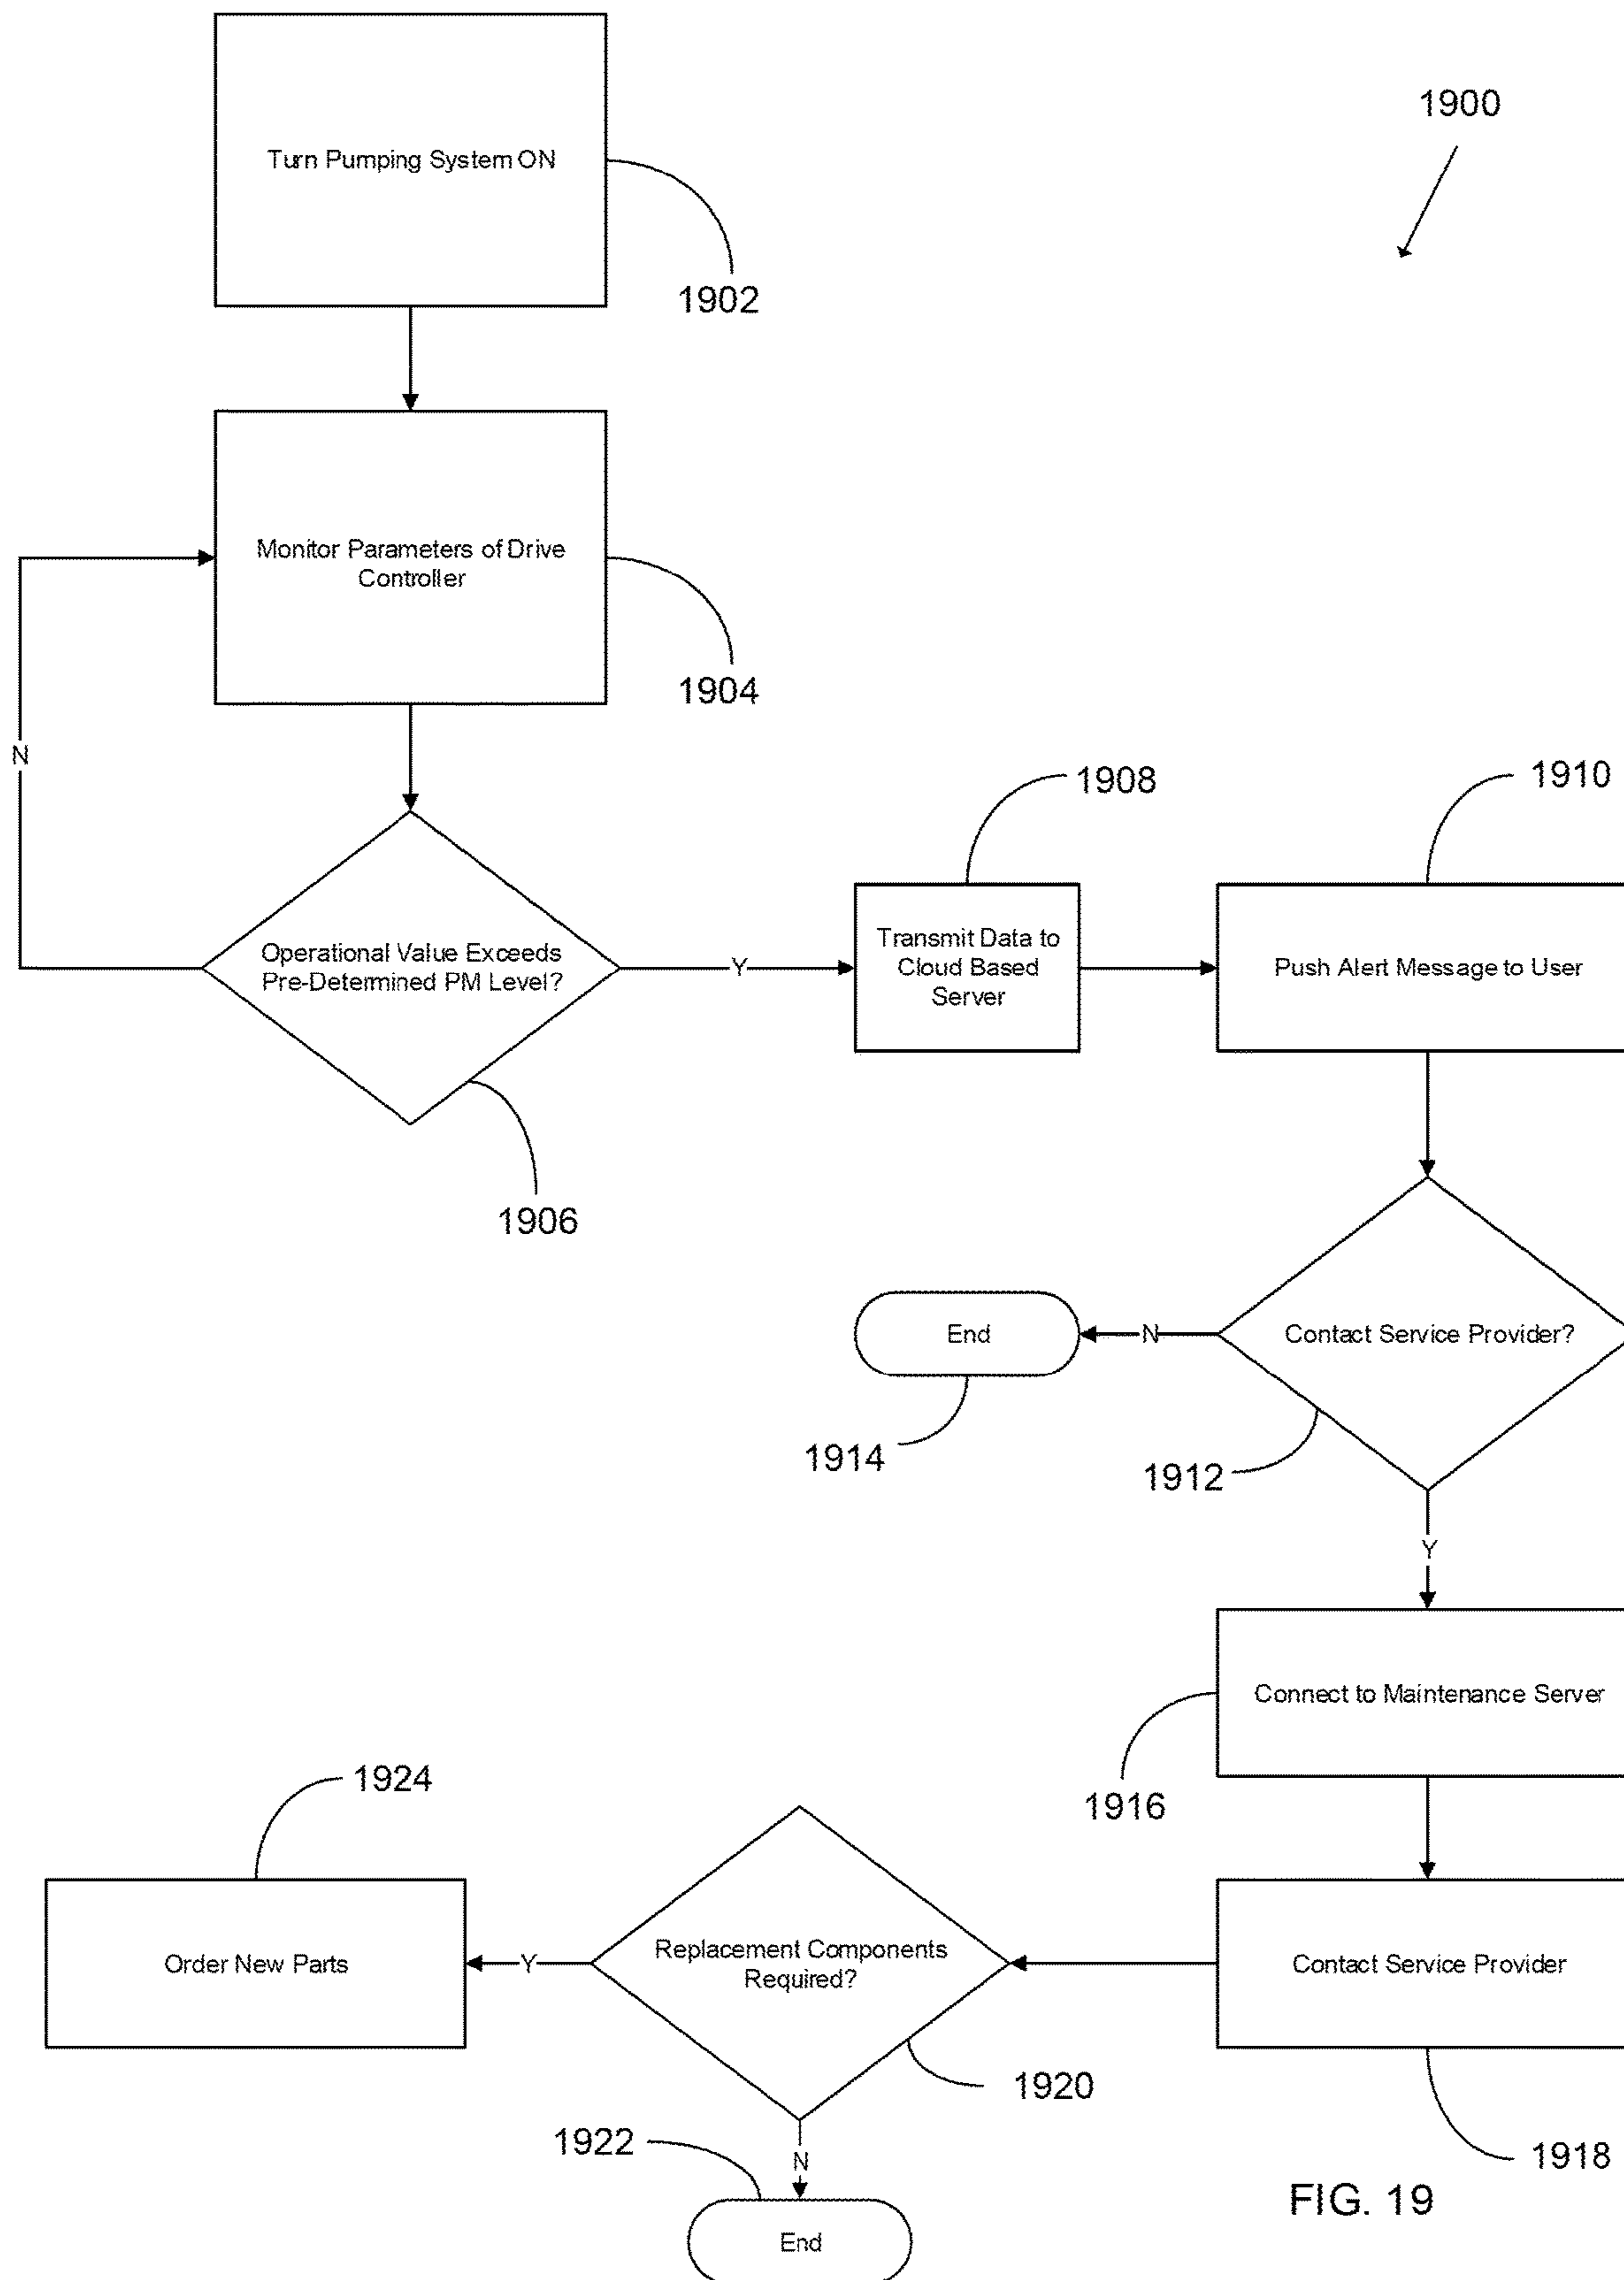 1900
Turn Pumping System ON
1902
Monitor Parameters of Drive
Controller
1904
N
Operational Value Exceeds
Pre-Determined PM Level?
1906
Y
1908
Transmit Data to
Cloud Based
Server
1910
Push Alert Message to User
Contact Service Provider?
1912
N
End
1914
Y
Connect to Maintenance Server
1916
Contact Service Provider
1918
Replacement Components
Required?
1920
Y
1924
Order New Parts
N
1922
End
FIG. 19